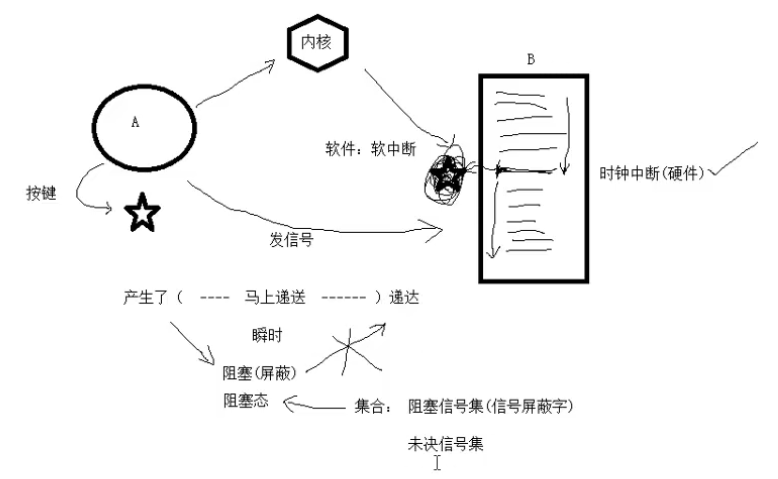 内核
B
A
软件：软中断
时钟中断(硬件)
按键
发信号
产生了（ ---- 马上递送 ------ ）递达
瞬时
阻塞(屏蔽)
阻塞态
集合： 阻塞信号集(信号屏蔽字)
未决信号集